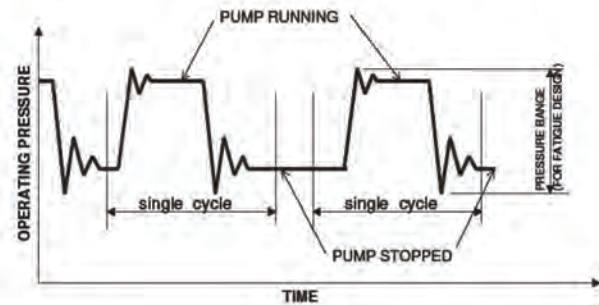 PUMP RUNNING
OPERATING PRESSURE
PRESSURE RANGE
(FOR FATIGUE DESIGN)
single cycle
single cycle
PUMP STOPPED
TIME